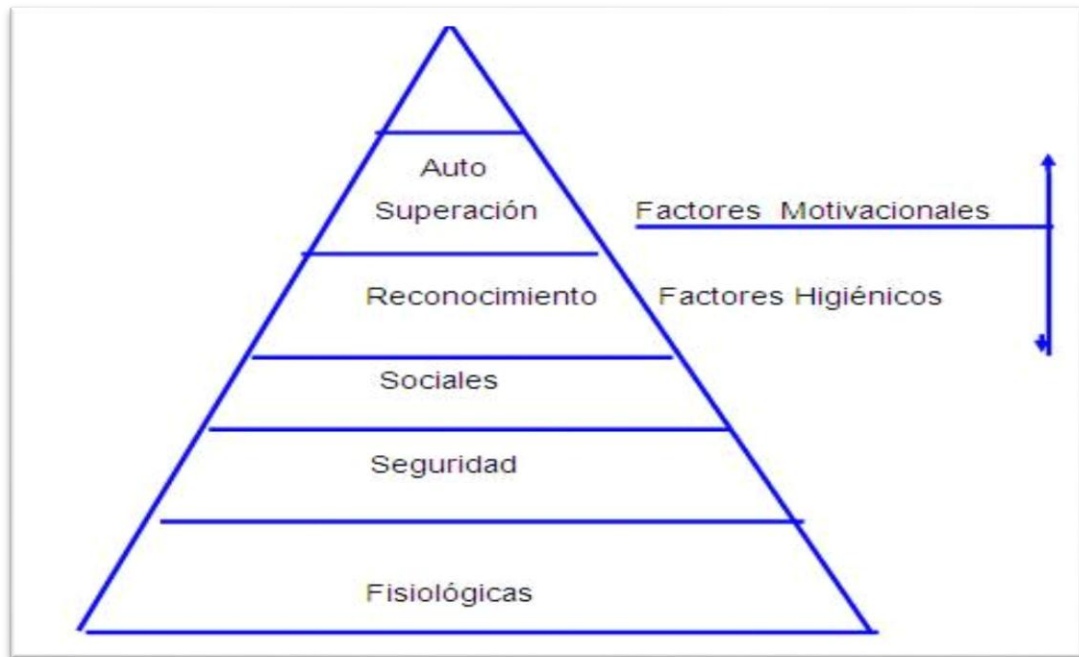 Auto
Superación
Factores Motivacionales
Reconocimiento
Factores Higiénicos
Sociales
Seguridad
Fisiológicas